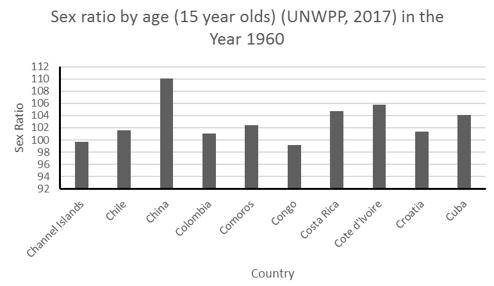 Sex ratio by age (15 year olds) (UNWPP, 2017) in the
Year 1960
112
110
108
106
104
102
100
98
96
94
92
Sex Ratio
Channel Islands
Chile
China
Colombia
Comoros
Congo
Costa Rica
Cote d'Ivoire
Croatia
Cuba
Country